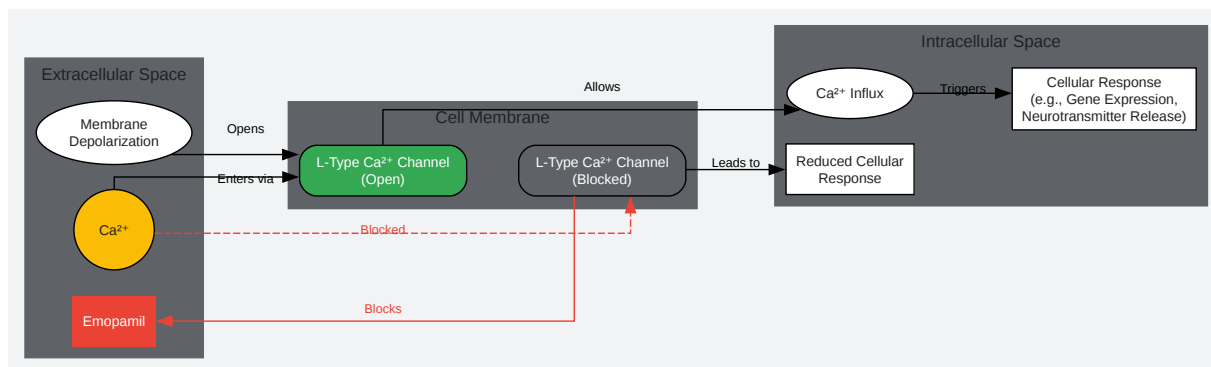 Extracellular Space
Membrane
Depolarization
Ca²⁺
Emopamil
Opens
Enters via
Cell Membrane
L-Type Ca²⁺ Channel
(Open)
L-Type Ca²⁺ Channel
(Blocked)
Blocked
Blocks
Allows
Leads to
Intracellular Space
Ca²⁺ Influx
Triggers
Cellular Response
(e.g., Gene Expression,
Neurotransmitter Release)
Reduced Cellular
Response